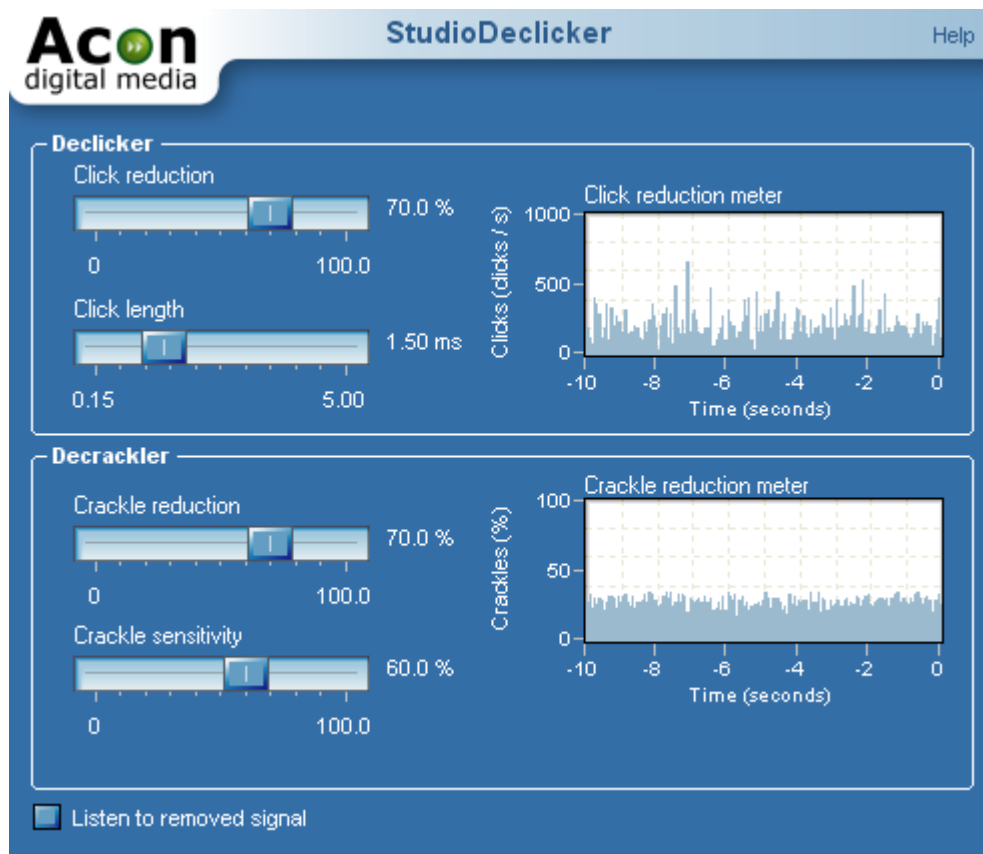 Acon
digital media
StudioDeclicker
Help
Declicker
Click reduction
70.0 %
0
100.0
Click length
1.50 ms
0.15
5.00
Click reduction meter
Clicks (clicks / s)
1000
500
0
-10 -8 -6 -4 -2 0
Time (seconds)
Decrackler
Crackle reduction
70.0 %
0
100.0
Crackle sensitivity
60.0 %
0
100.0
Crackle reduction meter
Crackles (%)
100
50
0
-10 -8 -6 -4 -2 0
Time (seconds)
Listen to removed signal